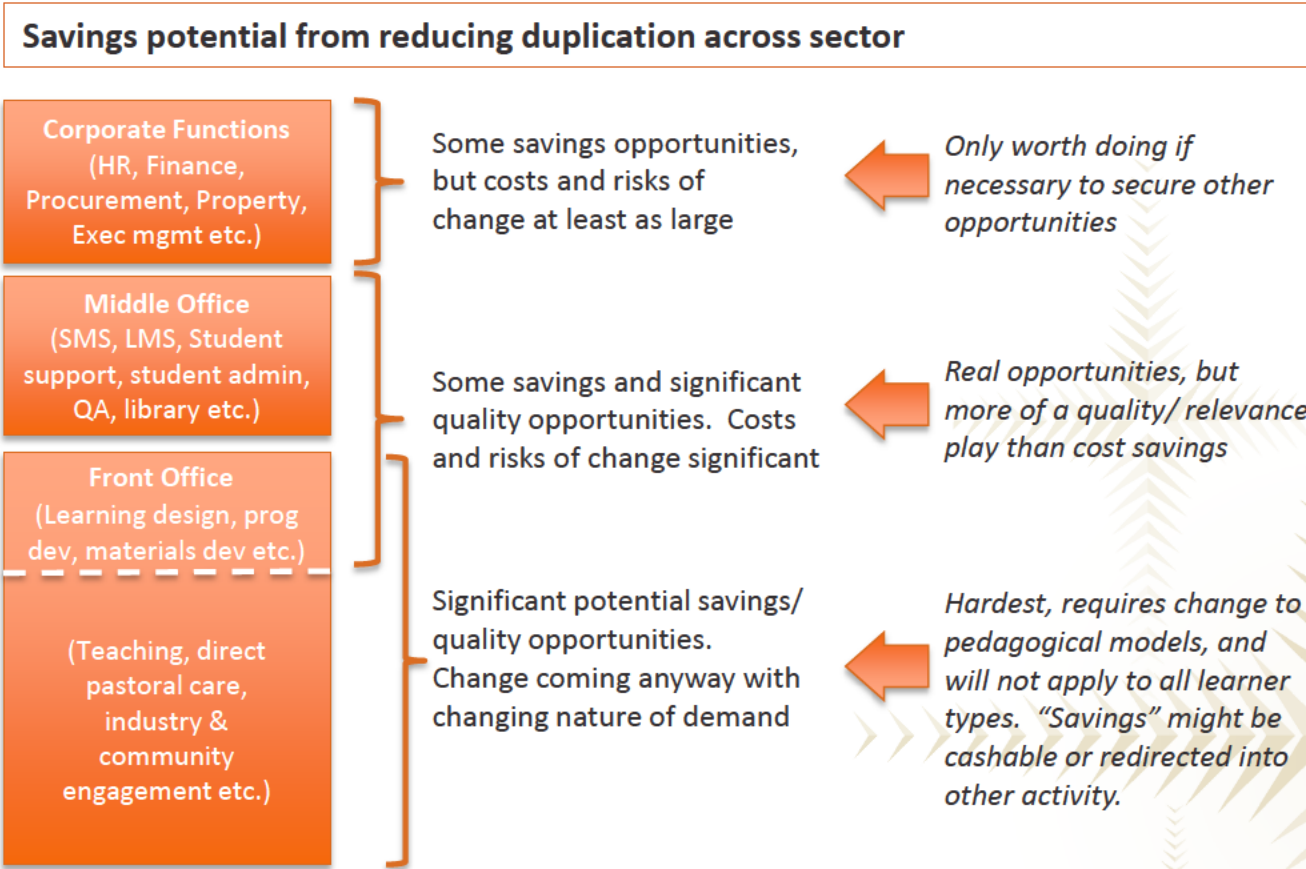 Savings potential from reducing duplication across sector
Corporate Functions
(HR, Finance,
Procurement, Property,
Exec mgmt etc.)
Some savings opportunities,
but costs and risks of
change at least as large
Only worth doing if
necessary to secure other
opportunities
Middle Office
(SMS, LMS, Student
support, student admin,
QA, library etc.)
Some savings and significant
quality opportunities.  Costs
and risks of change significant
Real opportunities, but
more of a quality/ relevance
play than cost savings
Front Office
(Learning design, prog
dev, materials dev etc.)
(Teaching, direct
pastoral care,
industry &
community
engagement etc.)
Significant potential savings/
quality opportunities.
Change coming anyway with
changing nature of demand
Hardest, requires change to
pedagogical models, and
will not apply to all learner
types.  “Savings” might be
cashable or redirected into
other activity.